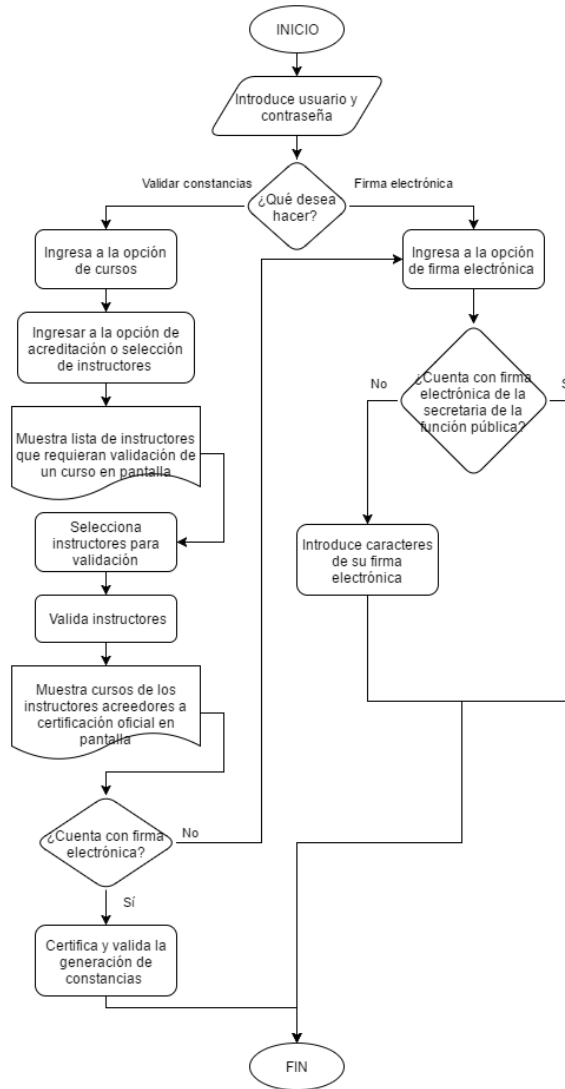 INICIO
Introduce usuario y
contraseña
Validar constancias
Firma electrónica
¿Qué desea
hacer?
Ingresa a la opción
de cursos
Ingresa a la opción
de firma electrónica
Ingresar a la opción de
acreditación o selección
de instructores
¿Cuenta con firma
electrónica de la
secretaria de la
función pública?
No
S
Muestra lista de instructores
que requieran validación de
un curso en pantalla
Selecciona
instructores para
validación
Introduce caracteres
de su firma
electrónica
Valida instructores
Muestra cursos de los
instructores acreedores a
certificación oficial en
pantalla
¿Cuenta con firma
electrónica?
No
Sí
Certifica y valida la
generación de
constancias
FIN